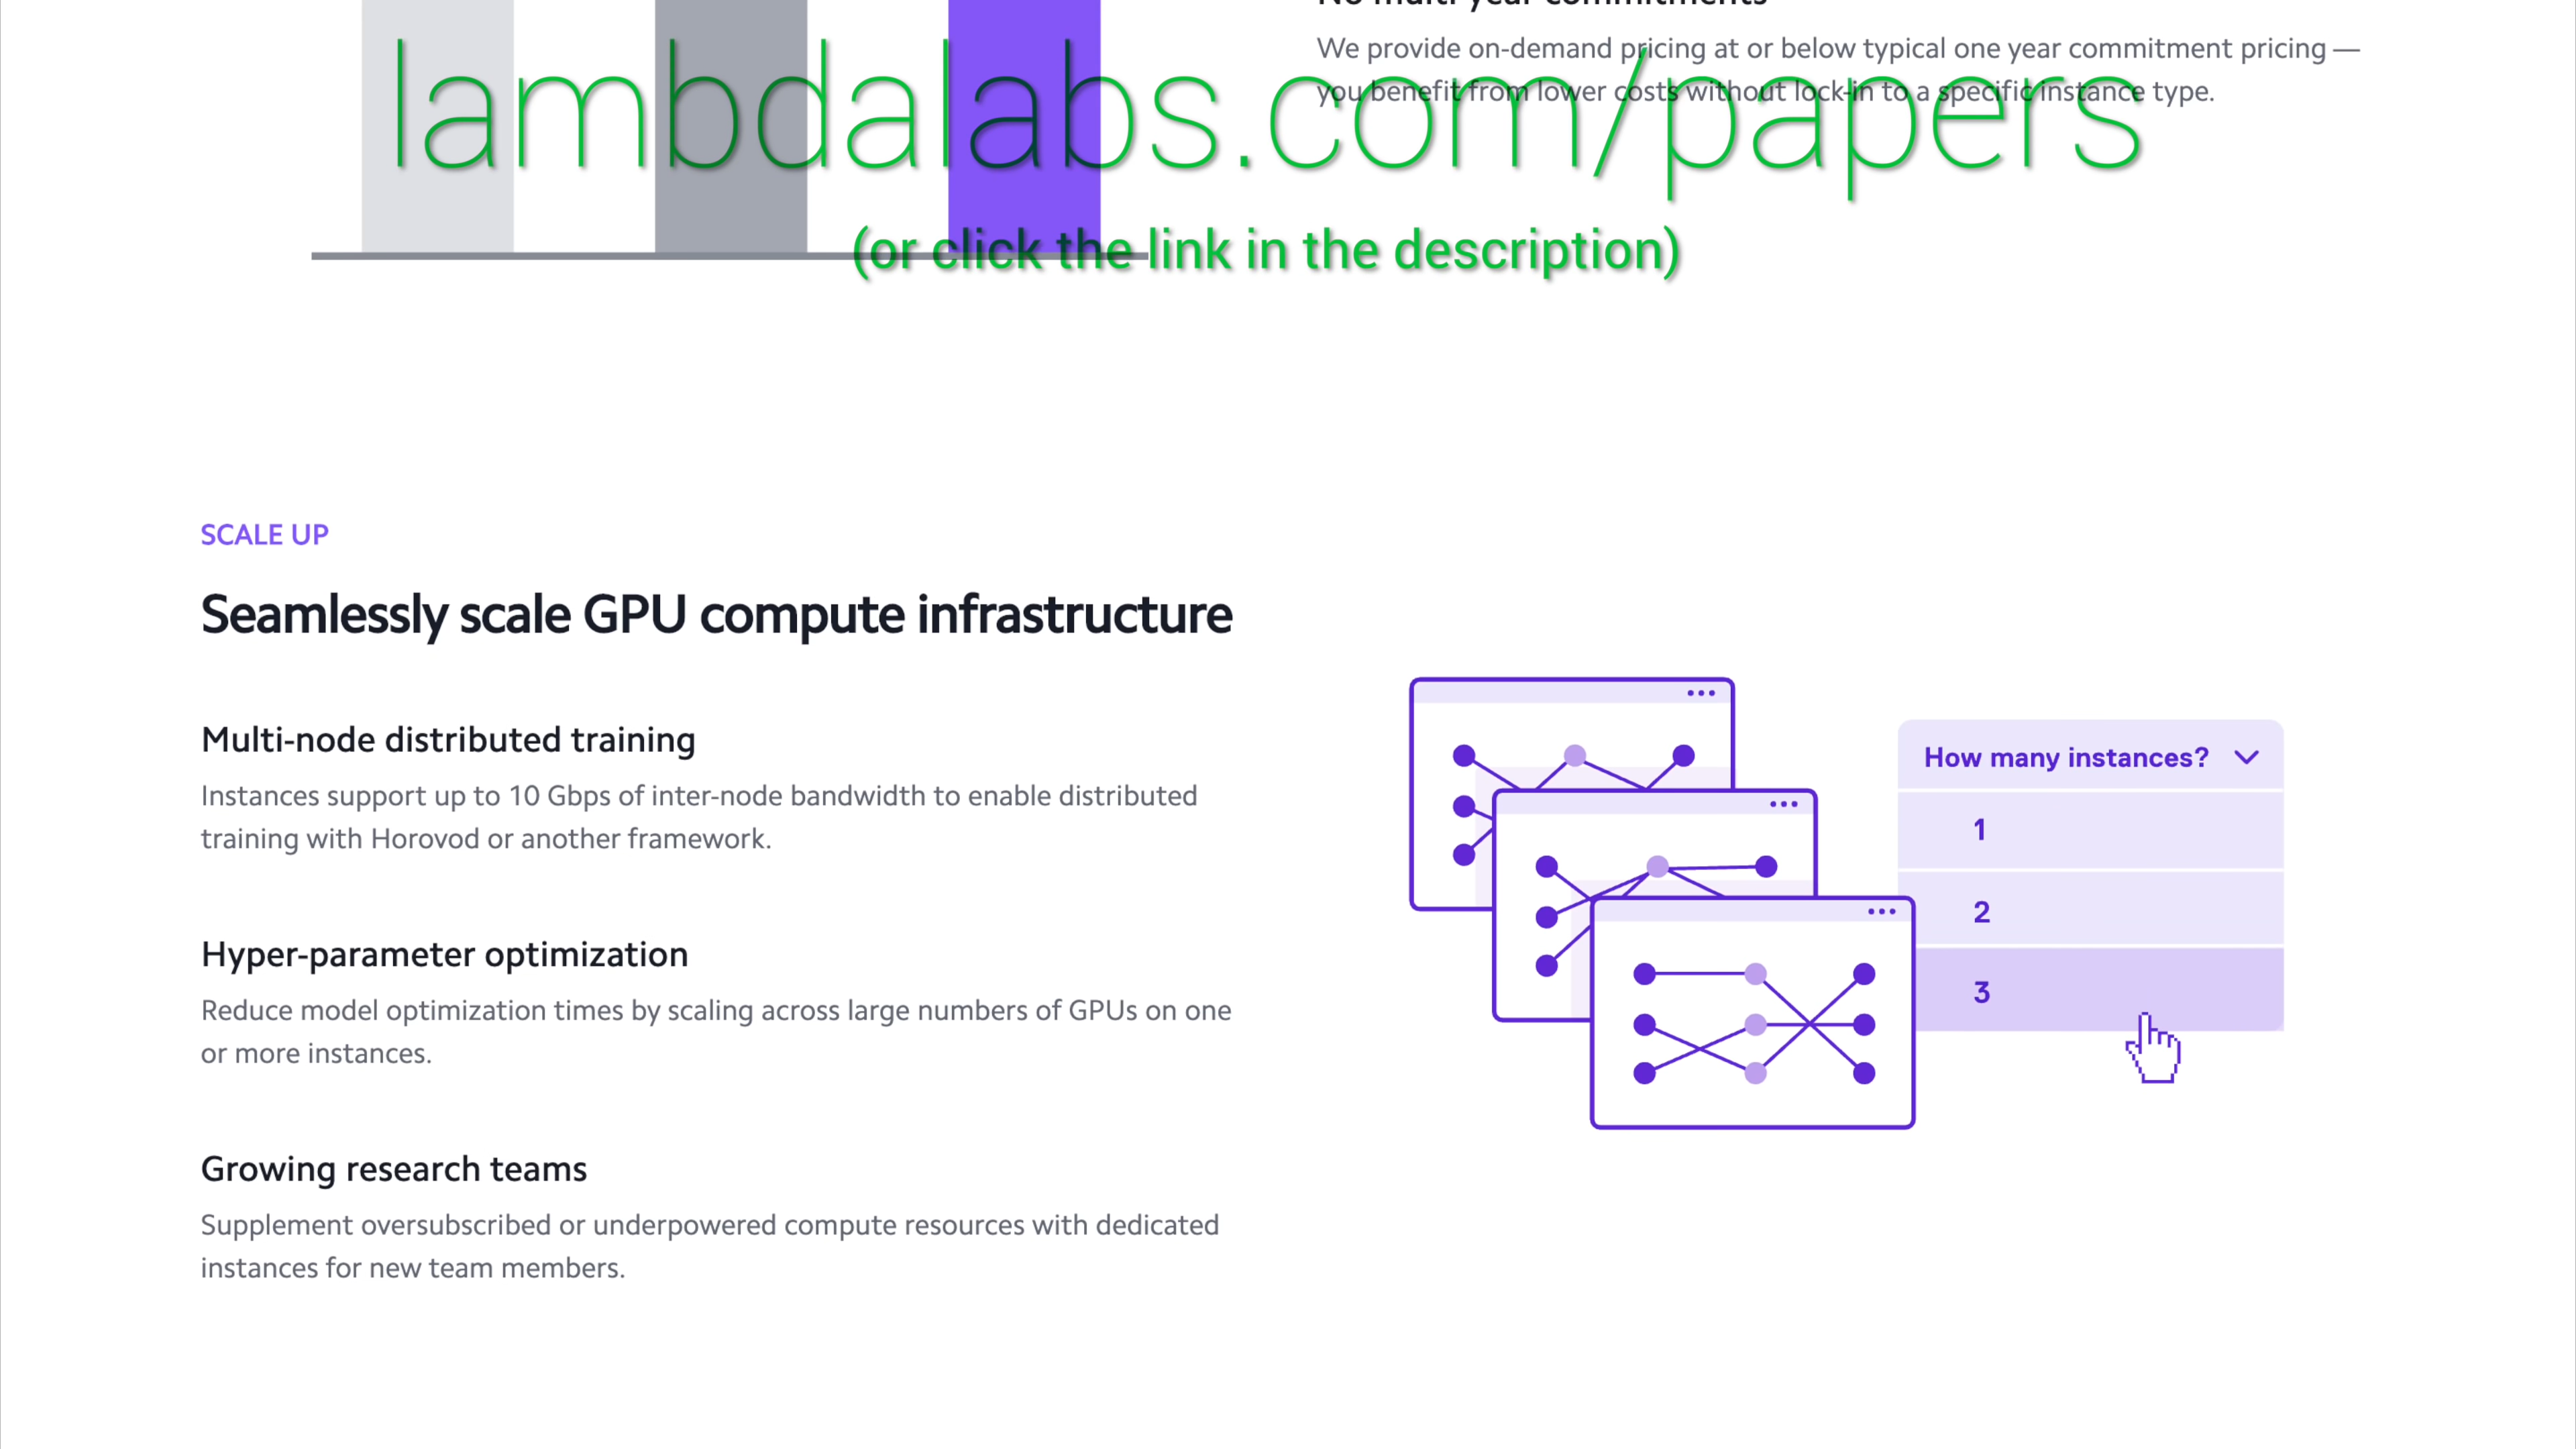 No multi-year commitments
We provide on-demand pricing at or below typical one year commitment pricing —
you benefit from lower costs without lock-in to a specific instance type.
lambdalabs.com/papers
(or click the link in the description)
SCALE UP
Seamlessly scale GPU compute infrastructure
Multi-node distributed training
Instances support up to 10 Gbps of inter-node bandwidth to enable distributed
training with Horovod or another framework.
Hyper-parameter optimization
Reduce model optimization times by scaling across large numbers of GPUs on one
or more instances.
Growing research teams
Supplement oversubscribed or underpowered compute resources with dedicated
instances for new team members.
How many instances?
1
2
3